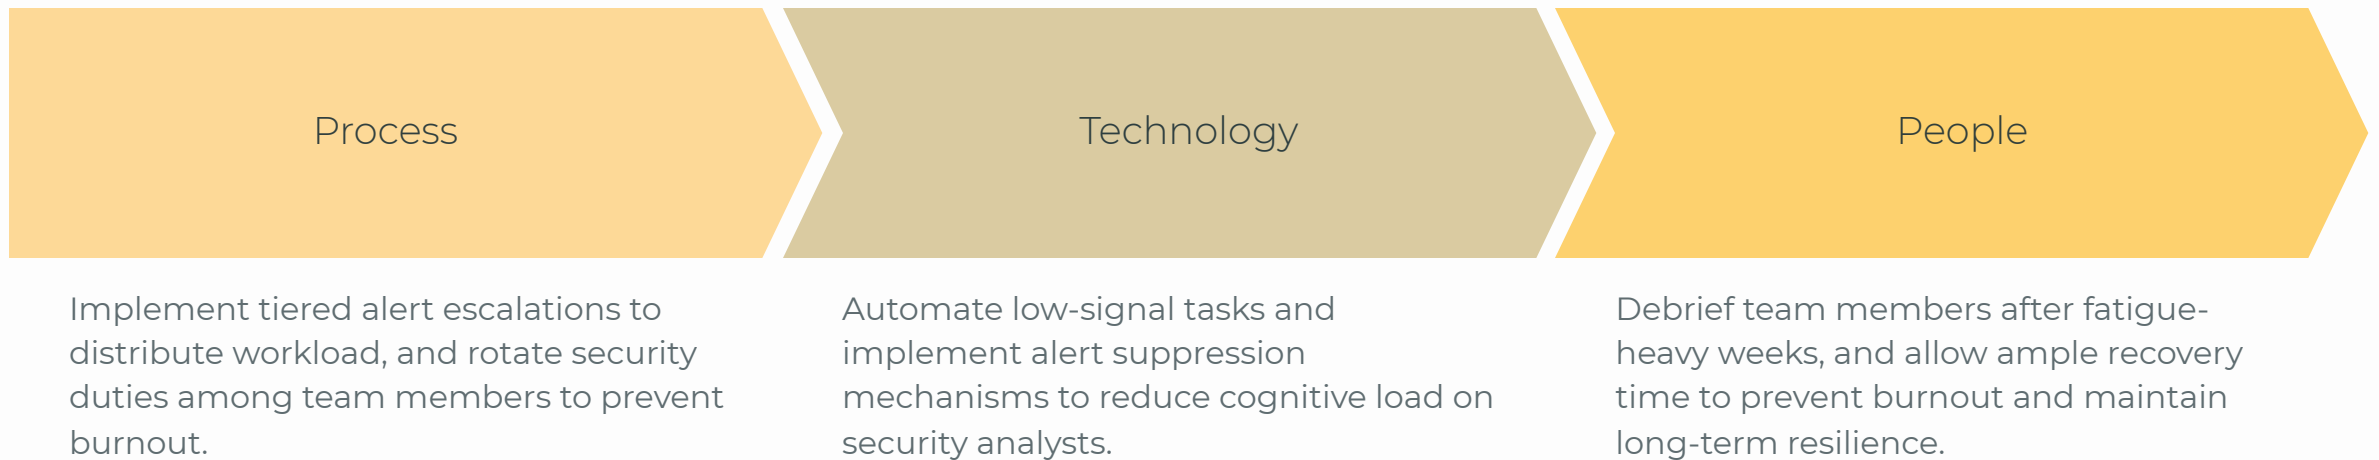 Process
Technology
People
Implement tiered alert escalations to
distribute workload, and rotate security
duties among team members to prevent
burnout.
Automate low-signal tasks and
implement alert suppression
mechanisms to reduce cognitive load on
security analysts.
Debrief team members after fatigue-
heavy weeks, and allow ample recovery
time to prevent burnout and maintain
long-term resilience.